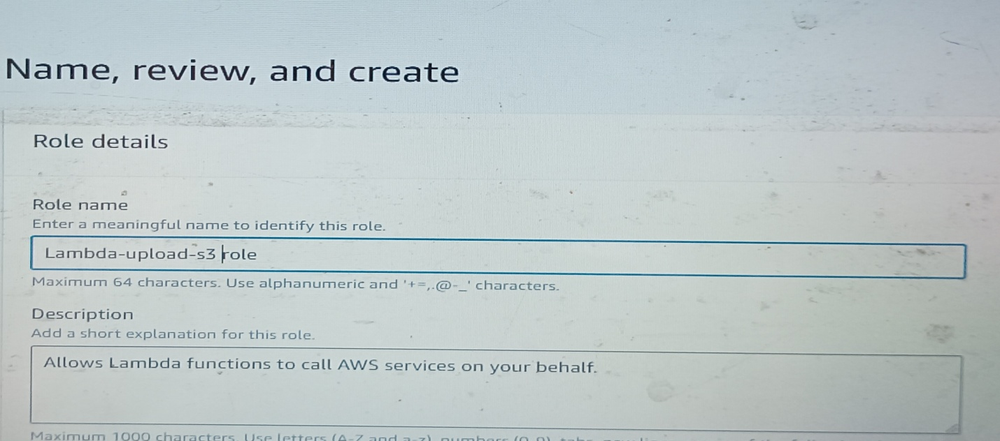 Name, review, and create
Role details
Role name
Enter a meaningful name to identify this role.
Lambda-upload-s3 role
Maximum 64 characters. Use alphanumeric and '+=,.@-_' characters.
Description
Add a short explanation for this role.
Allows Lambda functions to call AWS services on your behalf.
Maximum 1000 characters. Use letters (A-Z and a-z), numbers (0-9), tabs,